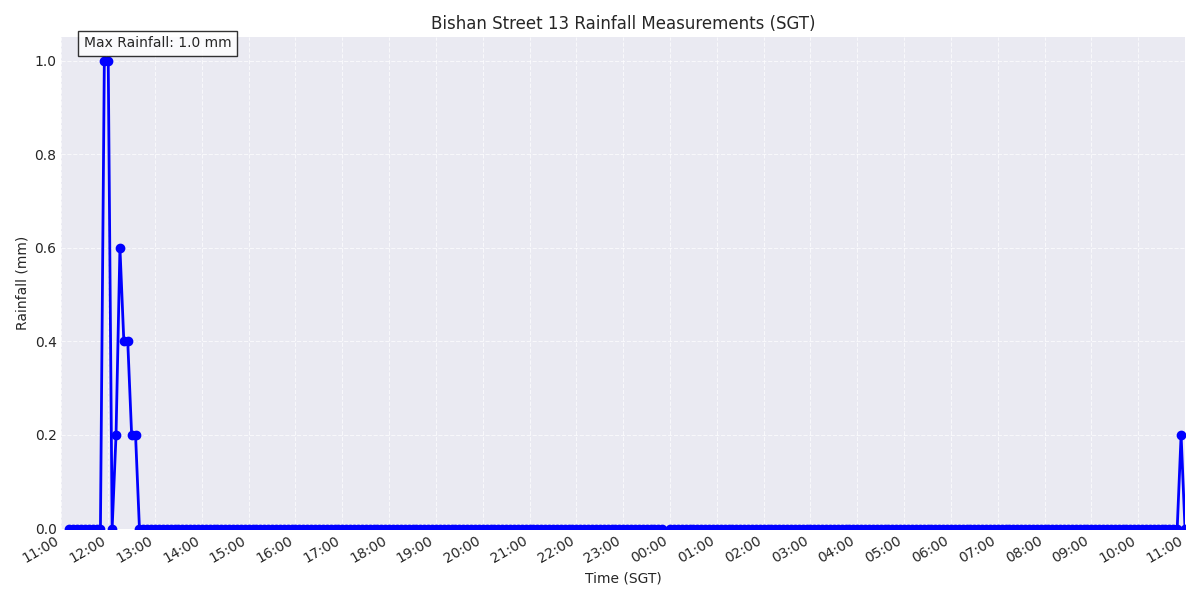 Bishan Street 13 Rainfall Measurements (SGT)
Max Rainfall: 1.0 mm
1.0
0.8
0.6
0.4
0.2
0.0
Rainfall (mm)
11:00 12:00 13:00 14:00 15:00 16:00 17:00 18:00 19:00 20:00 21:00 22:00 23:00 00:00 01:00 02:00 03:00 04:00 05:00 06:00 07:00 08:00 09:00 10:00 11:00
Time (SGT)